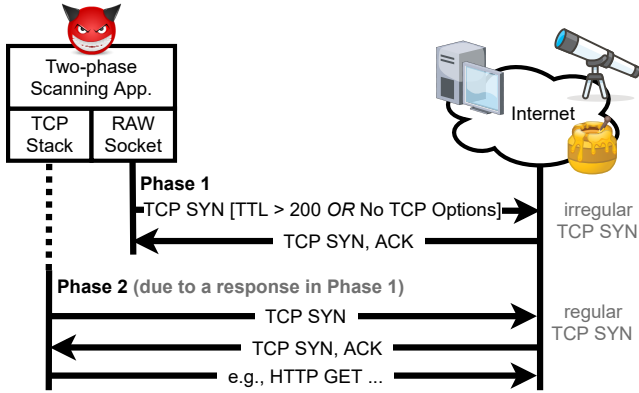 Two-phase
Scanning App.
TCP
Stack
RAW
Socket
Internet
Phase 1
TCP SYN [TTL > 200 OR No TCP Options]
irregular
TCP SYN
TCP SYN, ACK
Phase 2 (due to a response in Phase 1)
TCP SYN
regular
TCP SYN
TCP SYN, ACK
e.g., HTTP GET ...